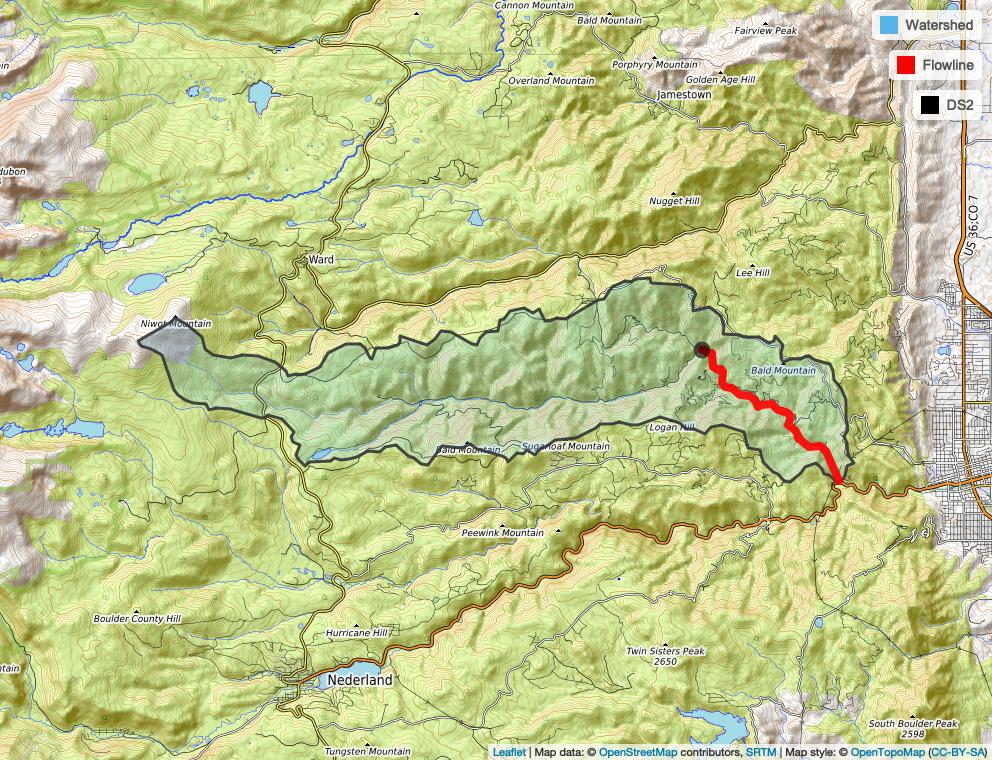 Cannon Mountain
Bald Mountain
Fairview Peak
Watershed
Flowline
DS2
Porphyry Mountain
Overland Mountain
Golden Age Hill
Jamestown
dubon
Nugget Hill
US 36;CO 7
Ward
Lee Hill
Niwot Mountain
Bald Mountain
Logan Hill
Bald Mountain
Sugarloaf Mountain
Peewink Mountain
Boulder County Hill
Hurricane Hill
Twin Sisters Peak
2650
ntain
Nederland
South Boulder Peak
2598
Tungsten Mountain
Leaflet | Map data: © OpenStreetMap contributors, SRTM | Map style: © OpenTopoMap (CC-BY-SA)